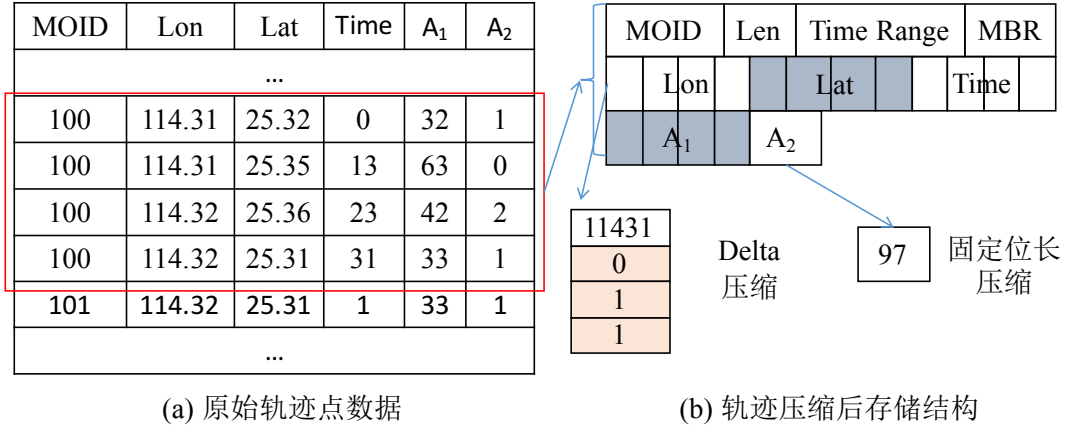 MOID Lon Lat Time A₁ A₂
...
100 114.31 25.32 0 32 1
100 114.31 25.35 13 63 0
100 114.32 25.36 23 42 2
100 114.32 25.31 31 33 1
101 114.32 25.31 1 33 1
...
(a) 原始轨迹点数据
MOID Len Time Range MBR
Lon Lat Time
A₁ A₂
11431
0
1
1
Delta
压缩
97
固定位长
压缩
(b) 轨迹压缩后存储结构